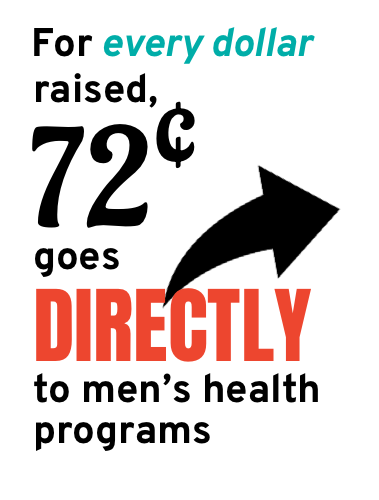 For every dollar
raised,
72¢
goes
DIRECTLY
to men’s health
programs